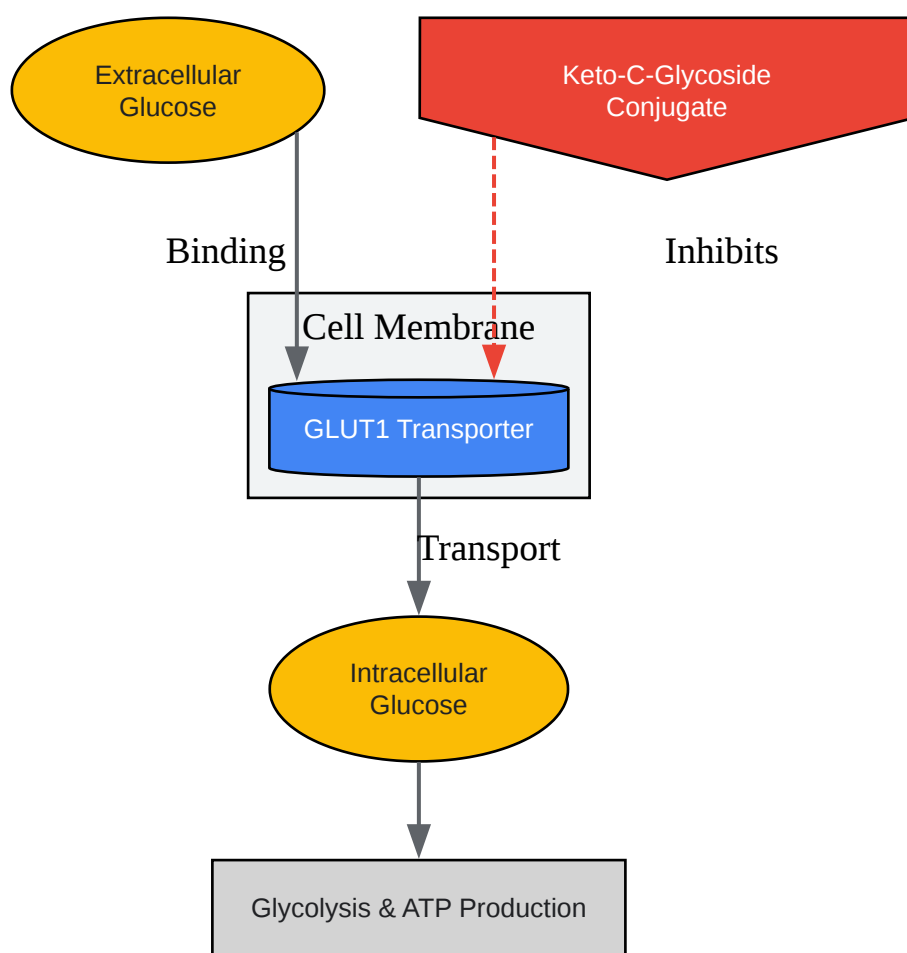 Extracellular
Glucose
Keto-C-Glycoside
Conjugate
Binding
Inhibits
Cell Membrane
GLUT1 Transporter
Transport
Intracellular
Glucose
Glycolysis & ATP Production